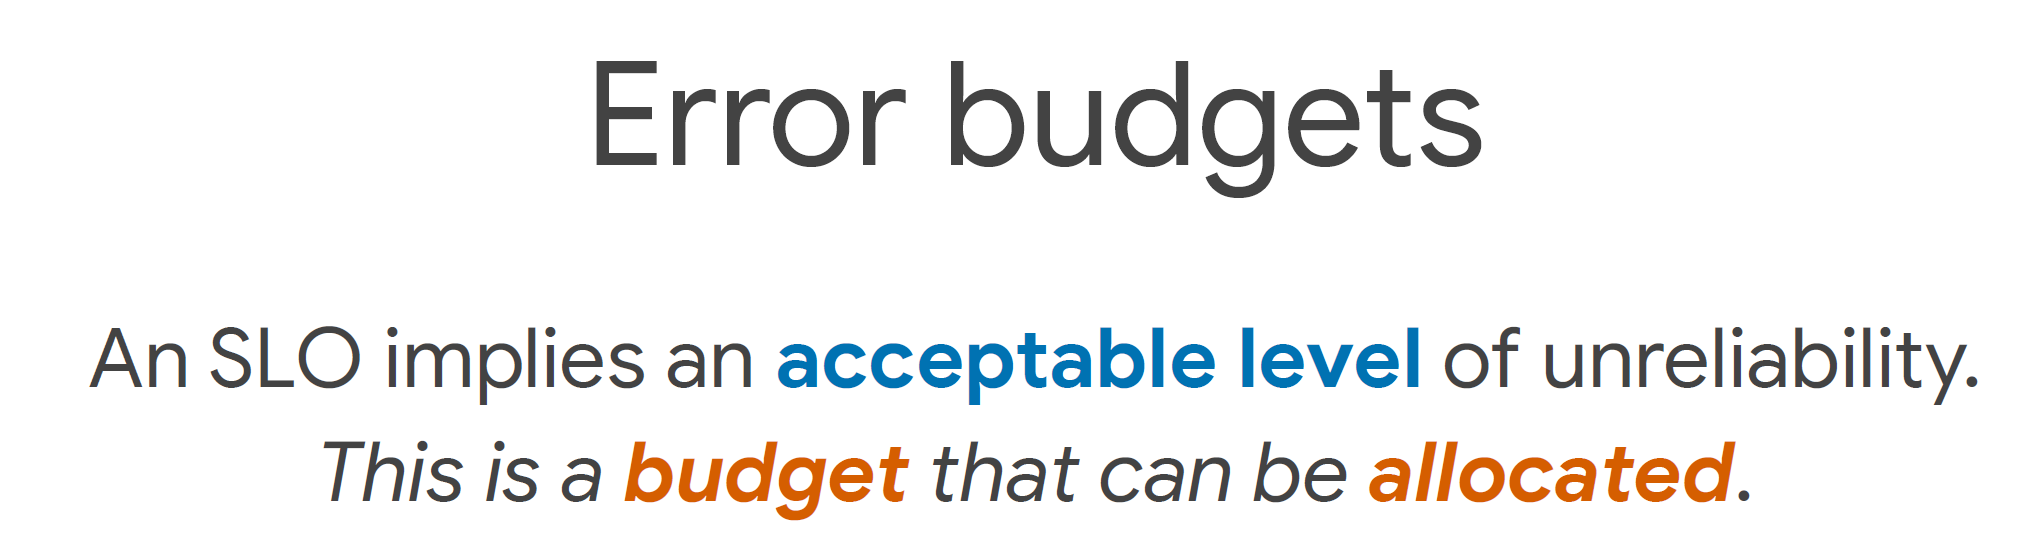 Error budgets
An SLO implies an acceptable level of unreliability.
This is a budget that can be allocated.